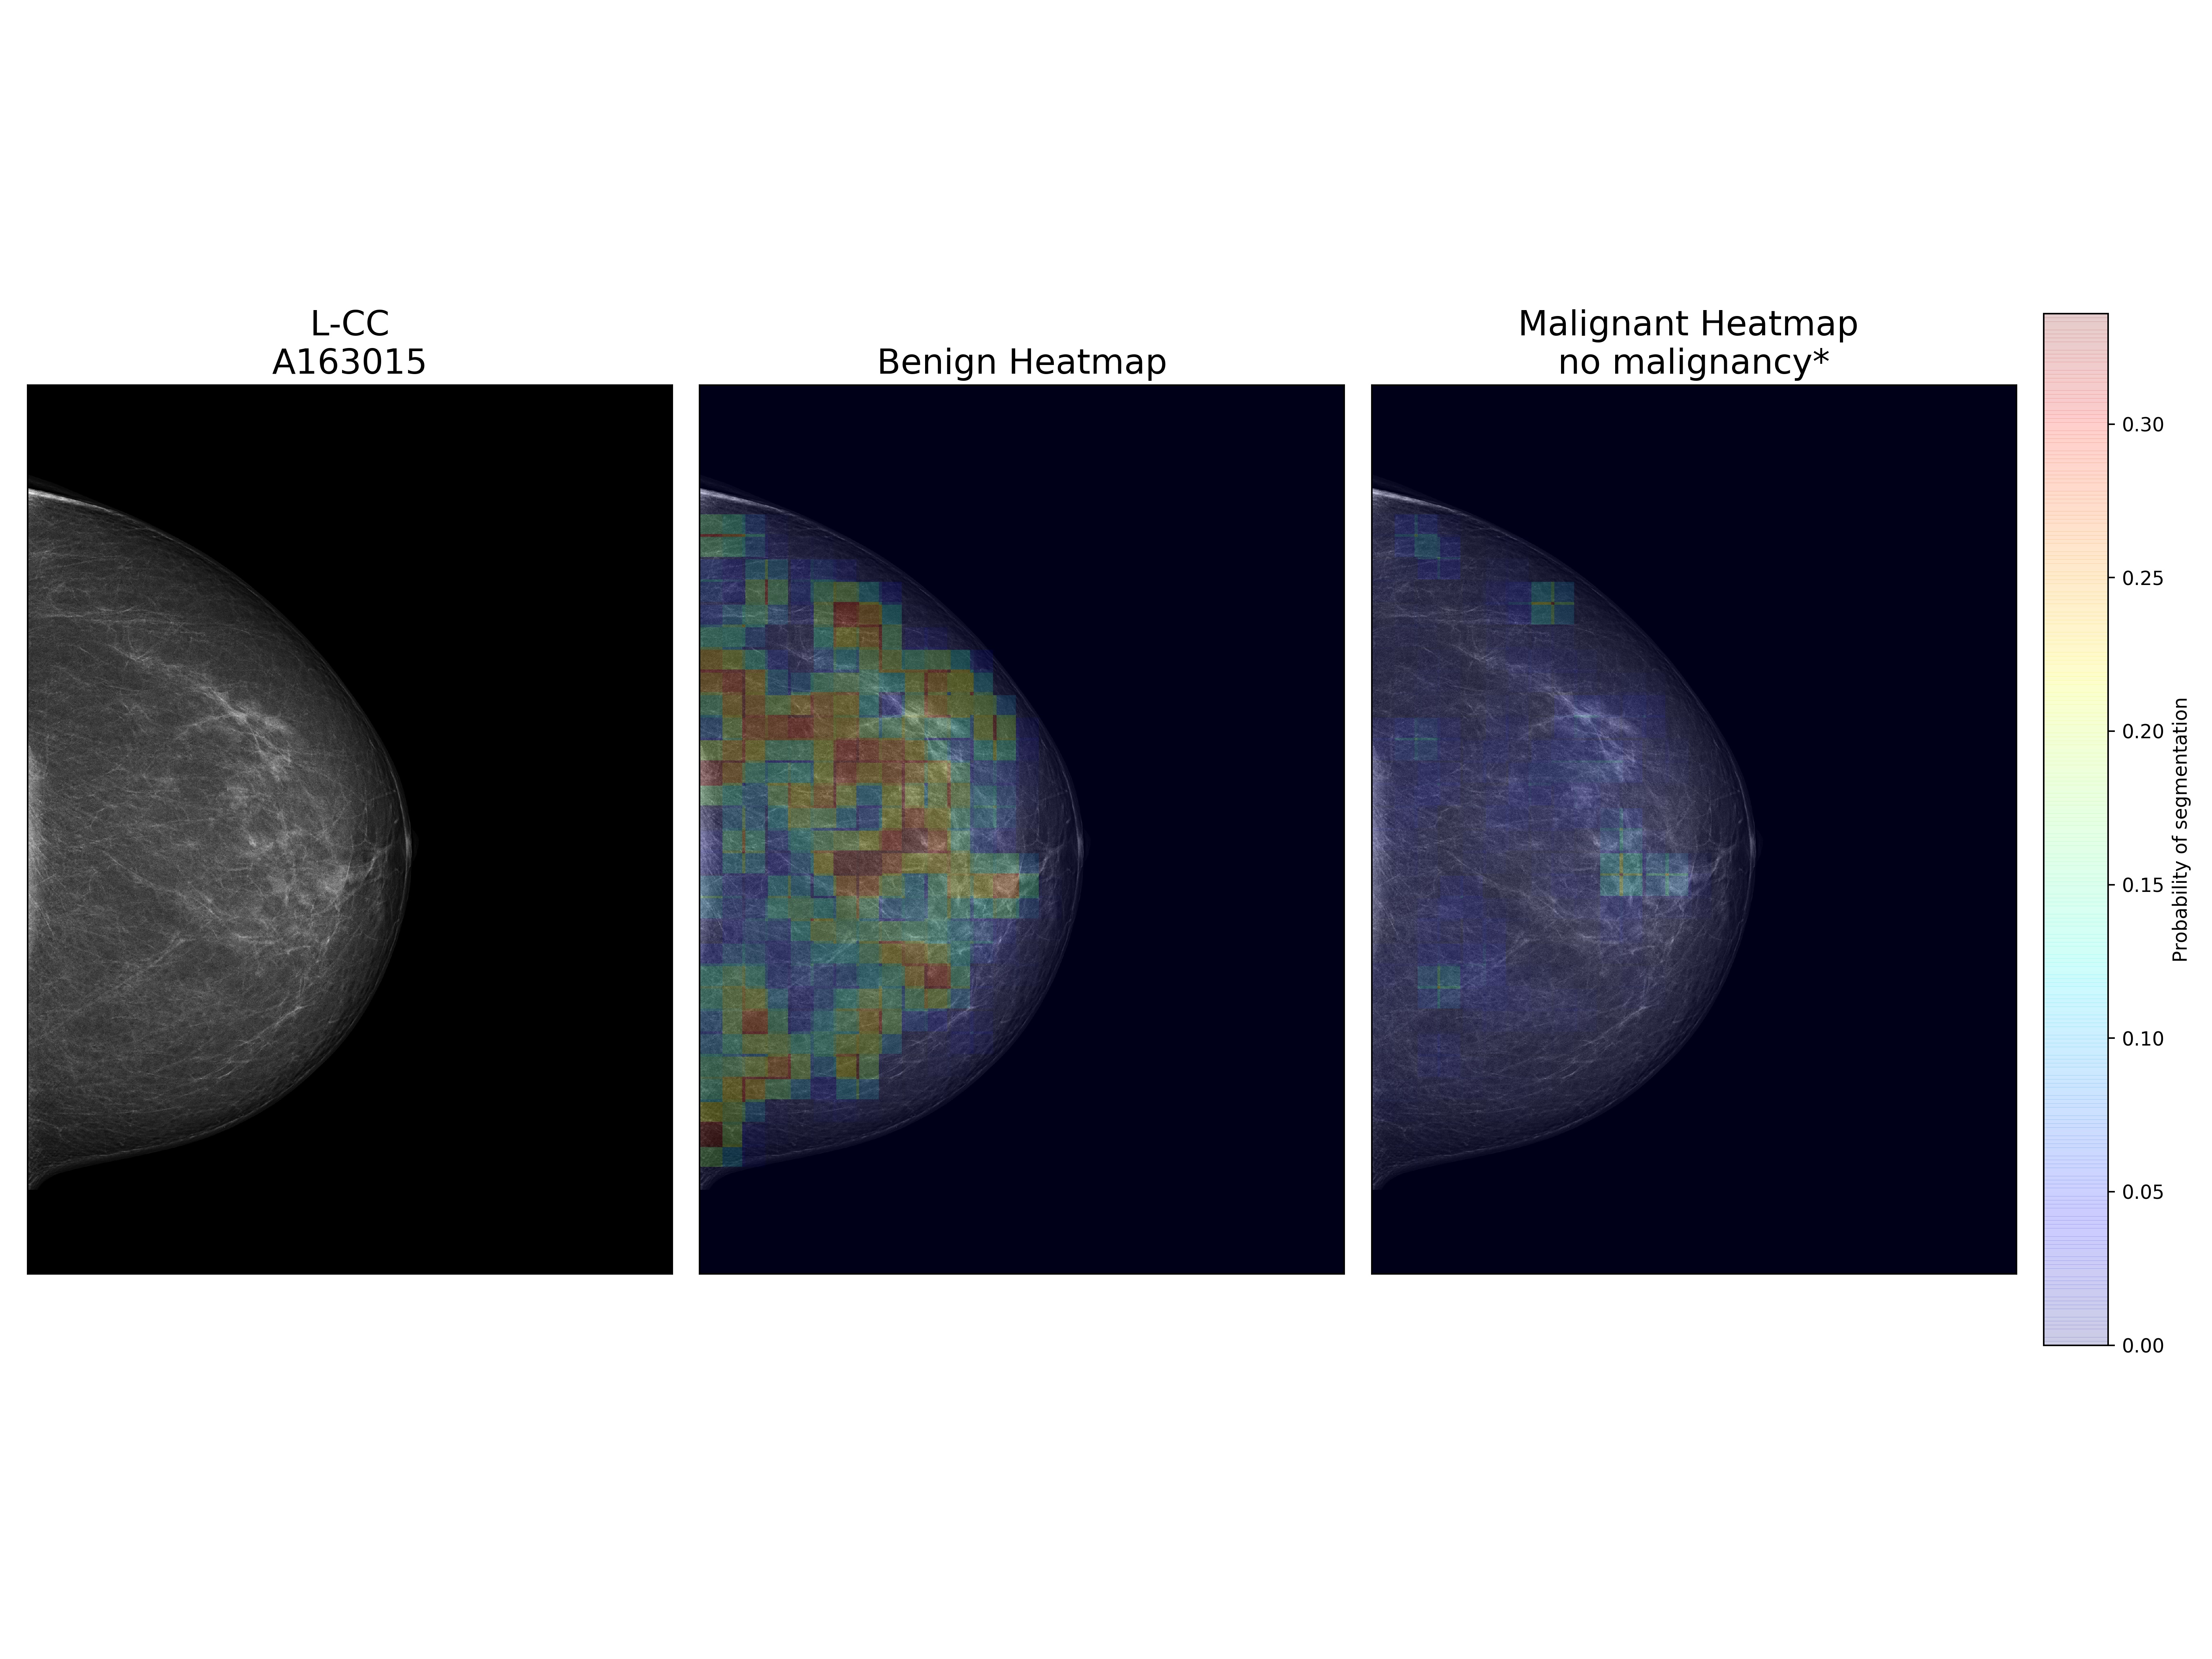 L-CC
A163015
Benign Heatmap
Malignant Heatmap
no malignancy*
0.30
0.25
0.20
0.15
0.10
0.05
0.00
Probability of segmentation